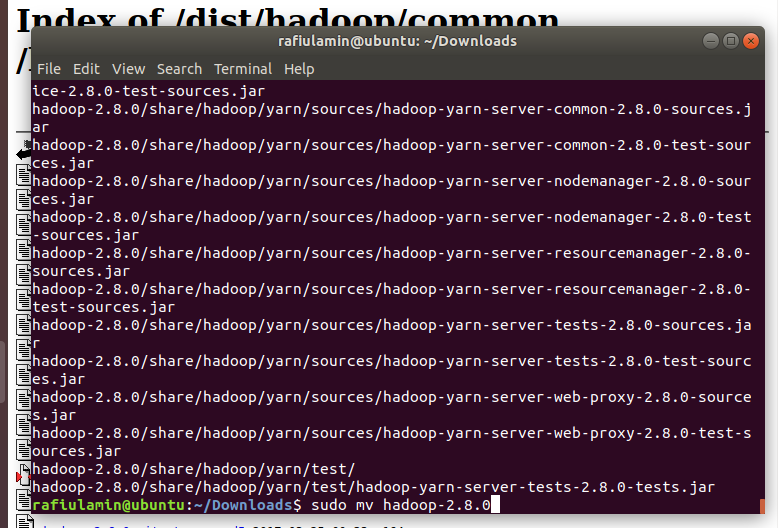 Index of /dist/hadoop/common
rafiulamin@ubuntu: ~/Downloads
File Edit View Search Terminal Help
ice-2.8.0-test-sources.jar
hadoop-2.8.0/share/hadoop/yarn/sources/hadoop-yarn-server-common-2.8.0-sources.j
ar
hadoop-2.8.0/share/hadoop/yarn/sources/hadoop-yarn-server-common-2.8.0-test-sour
ces.jar
hadoop-2.8.0/share/hadoop/yarn/sources/hadoop-yarn-server-nodemanager-2.8.0-sour
ces.jar
hadoop-2.8.0/share/hadoop/yarn/sources/hadoop-yarn-server-nodemanager-2.8.0-test
-sources.jar
hadoop-2.8.0/share/hadoop/yarn/sources/hadoop-yarn-server-resourcemanager-2.8.0-
sources.jar
hadoop-2.8.0/share/hadoop/yarn/sources/hadoop-yarn-server-resourcemanager-2.8.0-
test-sources.jar
hadoop-2.8.0/share/hadoop/yarn/sources/hadoop-yarn-server-tests-2.8.0-sources.ja
r
hadoop-2.8.0/share/hadoop/yarn/sources/hadoop-yarn-server-tests-2.8.0-test-sourc
es.jar
hadoop-2.8.0/share/hadoop/yarn/sources/hadoop-yarn-server-web-proxy-2.8.0-source
s.jar
hadoop-2.8.0/share/hadoop/yarn/sources/hadoop-yarn-server-web-proxy-2.8.0-test-s
ources.jar
hadoop-2.8.0/share/hadoop/yarn/test/
hadoop-2.8.0/share/hadoop/yarn/test/hadoop-yarn-server-tests-2.8.0-tests.jar
rafiulamin@ubuntu:~/Downloads$ sudo mv hadoop-2.8.0